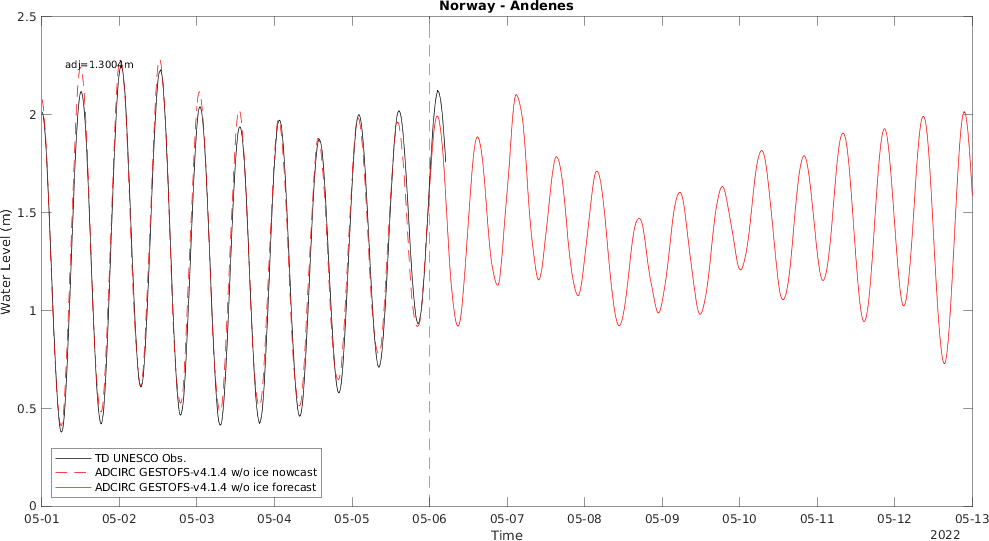 Norway - Andenes
2.5
2
1.5
1
0.5
0
Water Level (m)
adj=1.3004m
TD UNESCO Obs.
ADCIRC GESTOFS-v4.1.4 w/o ice nowcast
ADCIRC GESTOFS-v4.1.4 w/o ice forecast
05-01 05-02 05-03 05-04 05-05 05-06 05-07 05-08 05-09 05-10 05-11 05-12 05-13
Time
2022